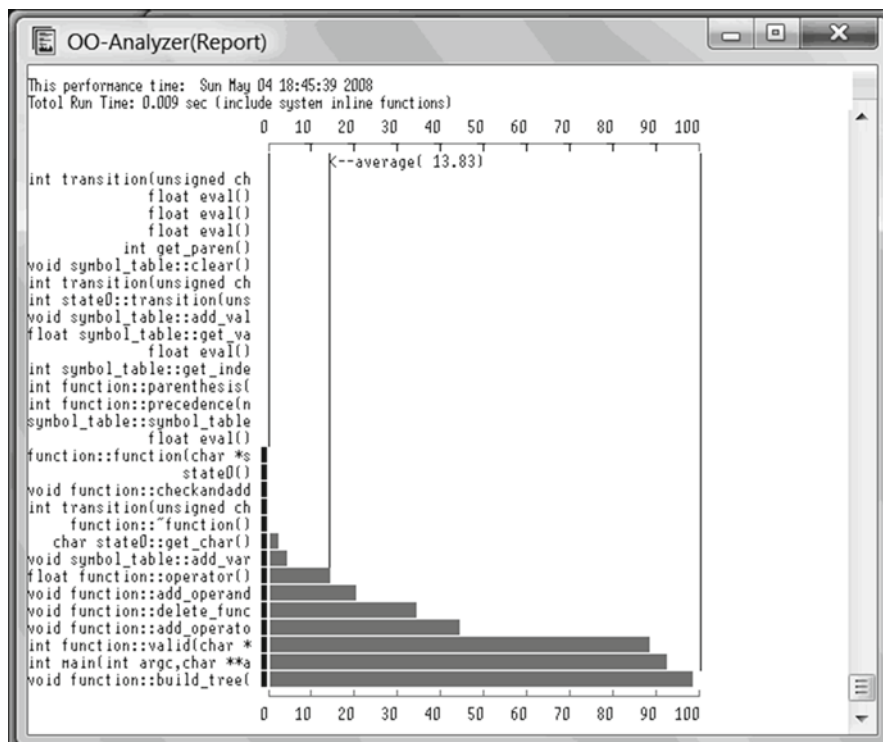 OO-Analyzer(Report)
This performance time: Sun May 04 18:45:39 2008
Totol Run Time: 0.009 sec (include system inline functions)
0 10 20 30 40 50 60 70 80 90 100
<--average( 13.83)
int transition(unsigned ch
float eval()
float eval()
float eval()
int get_paren()
void symbol_table::clear()
int transition(unsigned ch
int state0::transition(uns
void symbol_table::add_val
float symbol_table::get_va
float eval()
int symbol_table::get_inde
int function::parenthesis(
int function::precedence(n
symbol_table::symbol_table
float eval()
function::function(char *s
state0()
void function::checkandadd
int transition(unsigned ch
function::~function()
char state0::get_char()
void symbol_table::add_var
float function::operator()
void function::add_operand
void function::delete_func
void function::add_operato
int function::valid(char *
int main(int argc,char **a
void function::build_tree(
0 10 20 30 40 50 60 70 80 90 100